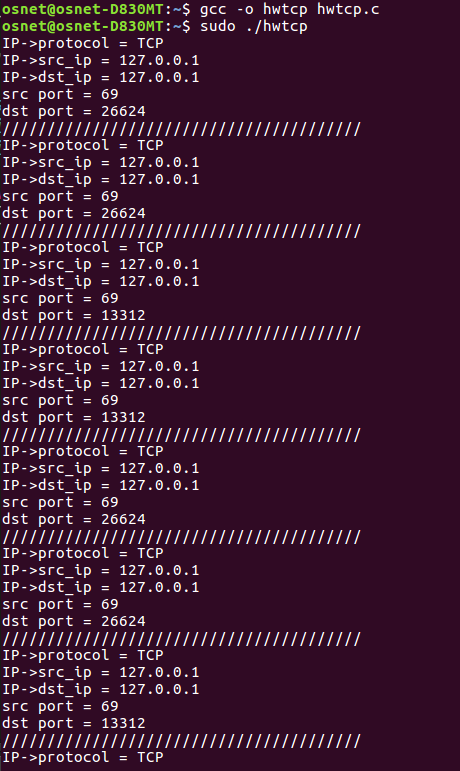 osnet@osnet-D830MT:~$ gcc -o hwtcp hwtcp.c
osnet@osnet-D830MT:~$ sudo ./hwtcp
IP->protocol = TCP
IP->src_ip = 127.0.0.1
IP->dst_ip = 127.0.0.1
src port = 69
dst port = 26624
////////////////////////////////////////
IP->protocol = TCP
IP->src_ip = 127.0.0.1
IP->dst_ip = 127.0.0.1
src port = 69
dst port = 26624
////////////////////////////////////////
IP->protocol = TCP
IP->src_ip = 127.0.0.1
IP->dst_ip = 127.0.0.1
src port = 69
dst port = 13312
////////////////////////////////////////
IP->protocol = TCP
IP->src_ip = 127.0.0.1
IP->dst_ip = 127.0.0.1
src port = 69
dst port = 13312
////////////////////////////////////////
IP->protocol = TCP
IP->src_ip = 127.0.0.1
IP->dst_ip = 127.0.0.1
src port = 69
dst port = 26624
////////////////////////////////////////
IP->protocol = TCP
IP->src_ip = 127.0.0.1
IP->dst_ip = 127.0.0.1
src port = 69
dst port = 26624
////////////////////////////////////////
IP->protocol = TCP
IP->src_ip = 127.0.0.1
IP->dst_ip = 127.0.0.1
src port = 69
dst port = 13312
////////////////////////////////////////
IP->protocol = TCP